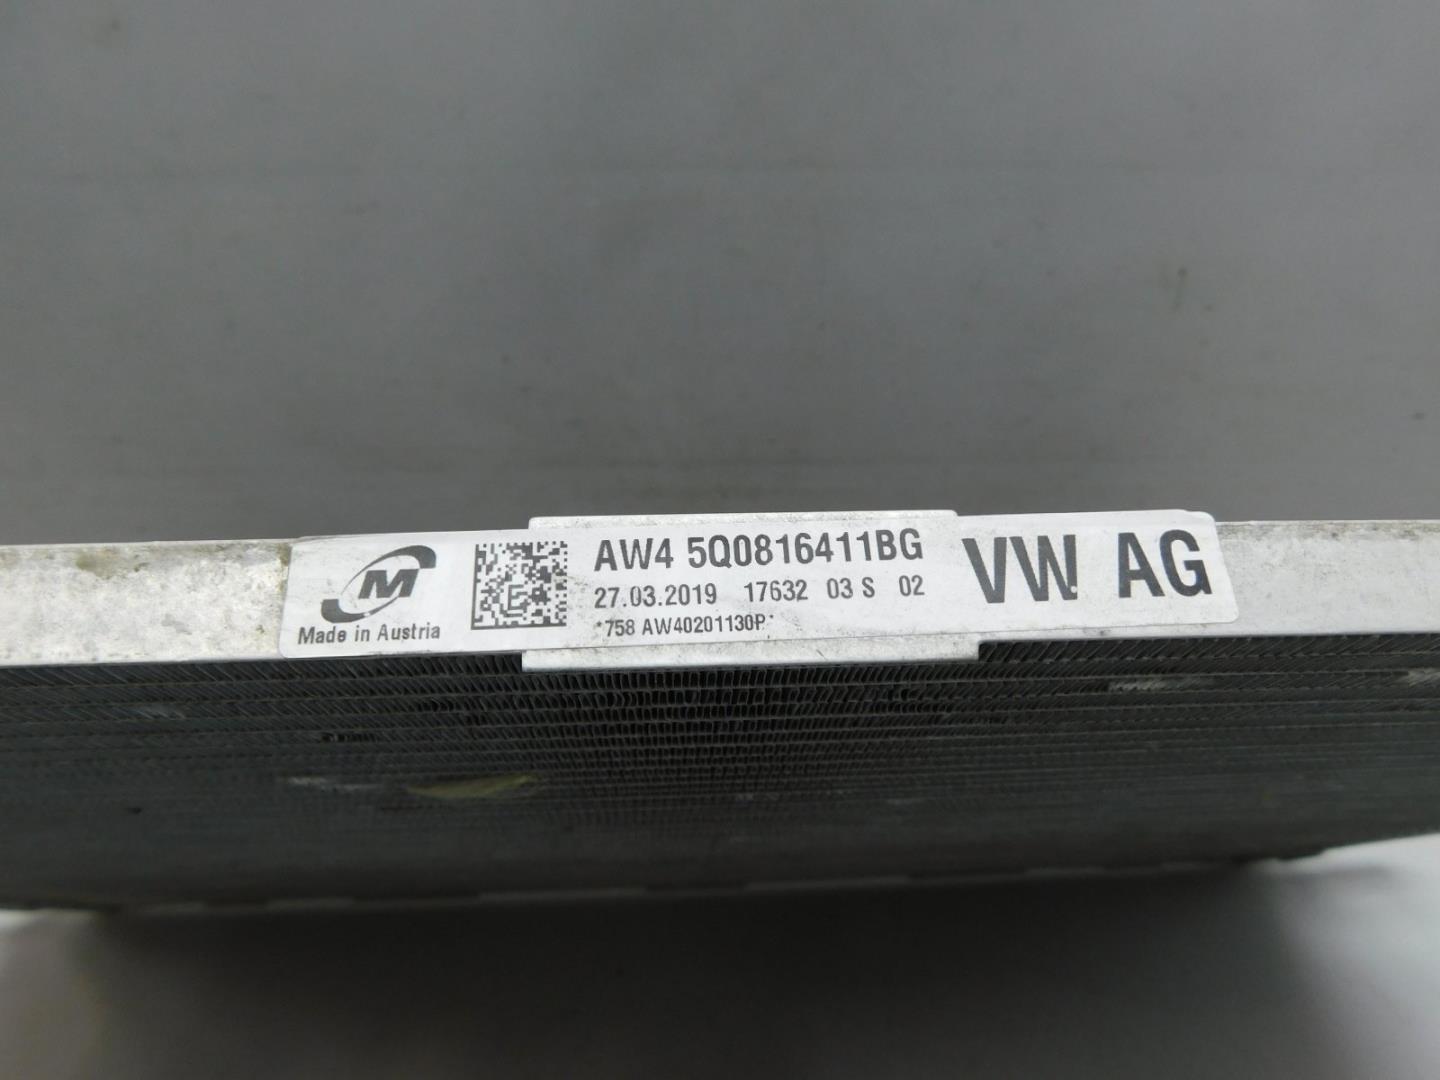 M
Made in Austria
AW4 5Q0816411BG
27.03.2019 17632 03 S 02
*758 AW40201130P*
VW AG